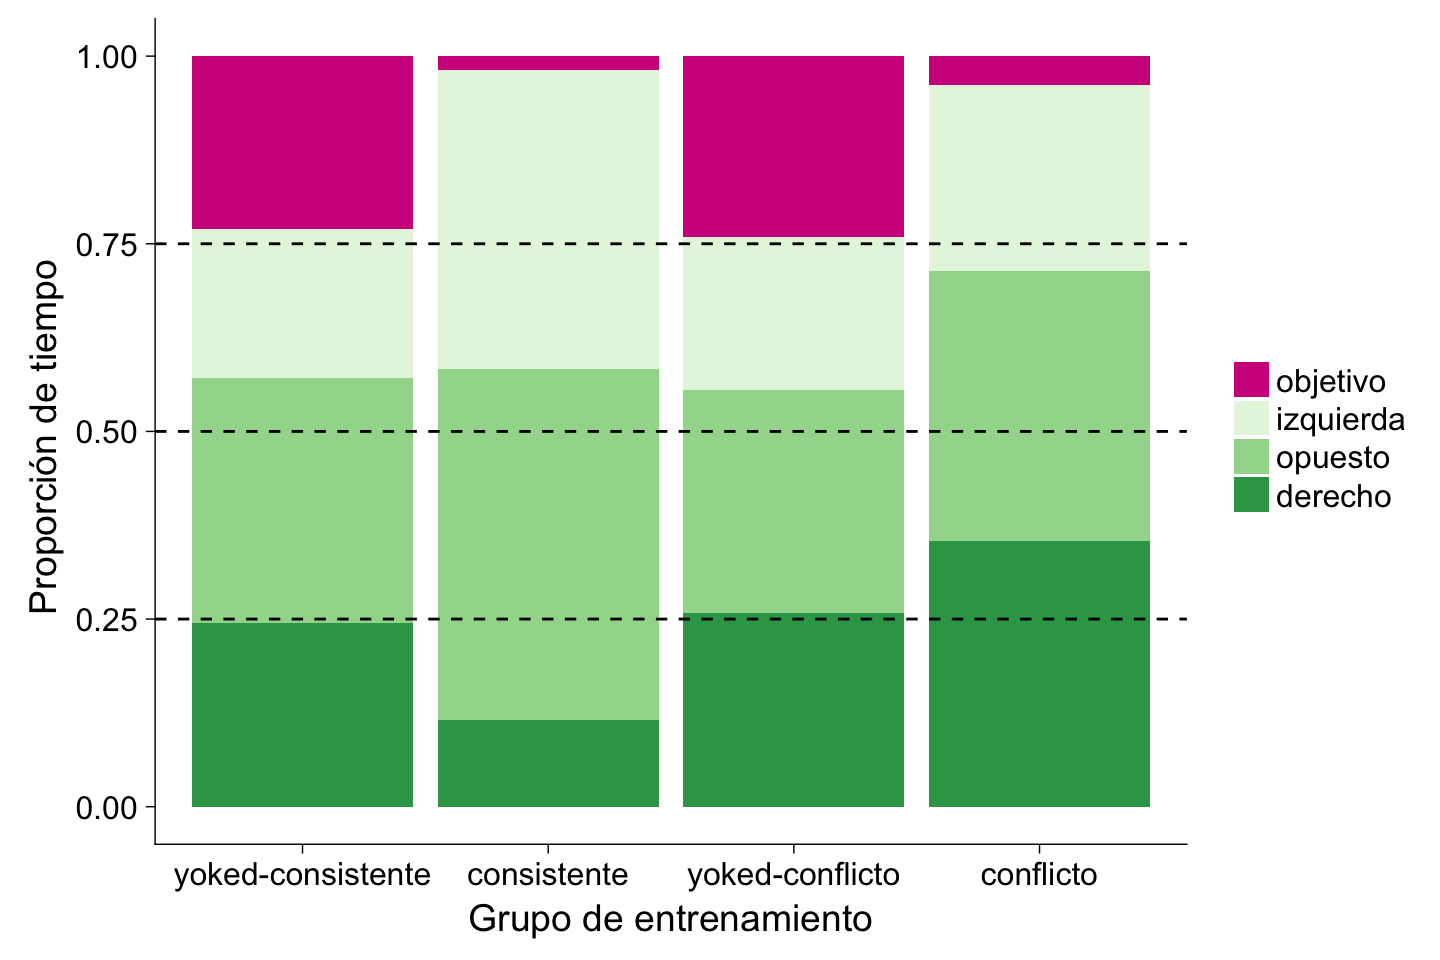 Proporción de tiempo
1.00
0.75
0.50
0.25
0.00
yoked-consistente
consistente
yoked-conflicto
conflicto
Grupo de entrenamiento
objetivo
izquierda
opuesto
derecho